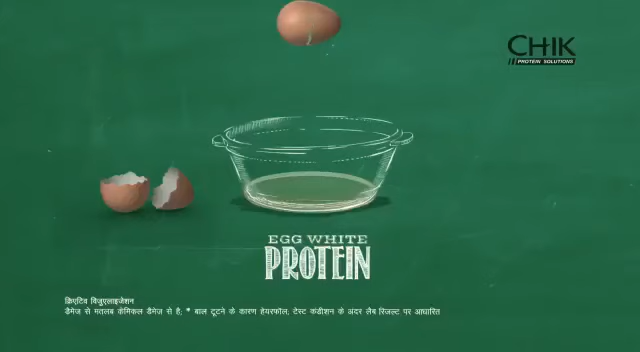 CHIK
PROTEIN SOLUTIONS
EGG WHITE
PROTEIN
क्रिएटिव विज़ुएलाइजेशन
डैमेज से मतलब केमिकल डैमेज से है; * बाल टूटने के कारण हेयरफॉल; टेस्ट कंडीशन के अंदर लैब रिजल्ट पर आधारित